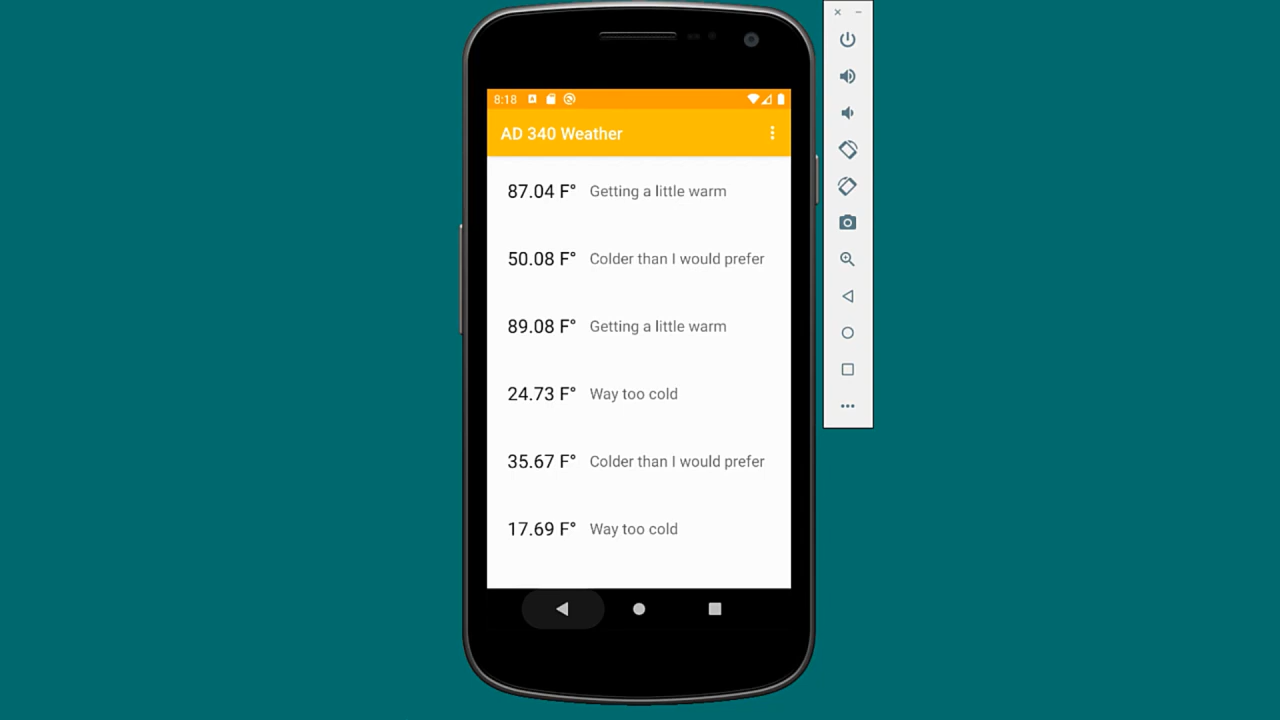 8:18
AD 340 Weather
87.04 F° Getting a little warm
50.08 F° Colder than I would prefer
89.08 F° Getting a little warm
24.73 F° Way too cold
35.67 F° Colder than I would prefer
17.69 F° Way too cold